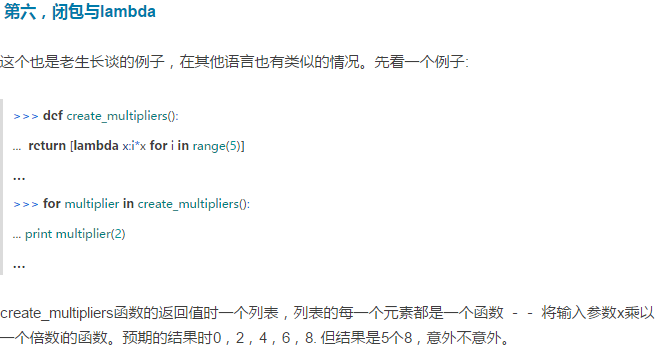 第六，闭包与lambda
这个也是老生长谈的例子，在其他语言也有类似的情况。先看一个例子:
>>> def create_multipliers():
... return [lambda x:i*x for i in range(5)]
...
>>> for multiplier in create_multipliers():
... print multiplier(2)
...
create_multipliers函数的返回值时一个列表，列表的每一个元素都是一个函数 - - 将输入参数x乘以
一个倍数i的函数。预期的结果时0，2，4，6，8. 但结果是5个8，意外不意外。